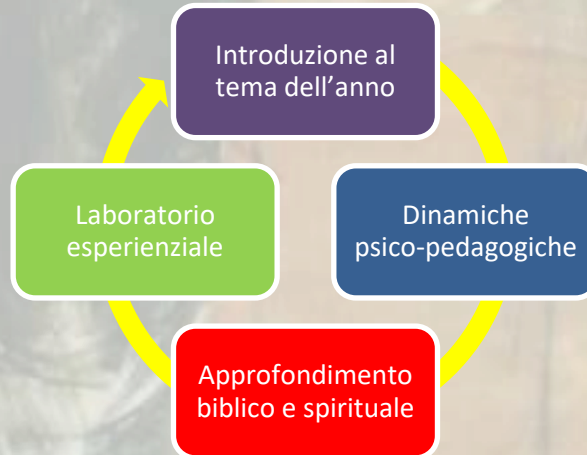 Introduzione al
tema dell’anno
Dinamiche
psico-pedagogiche
Approfondimento
biblico e spirituale
Laboratorio
esperienziale